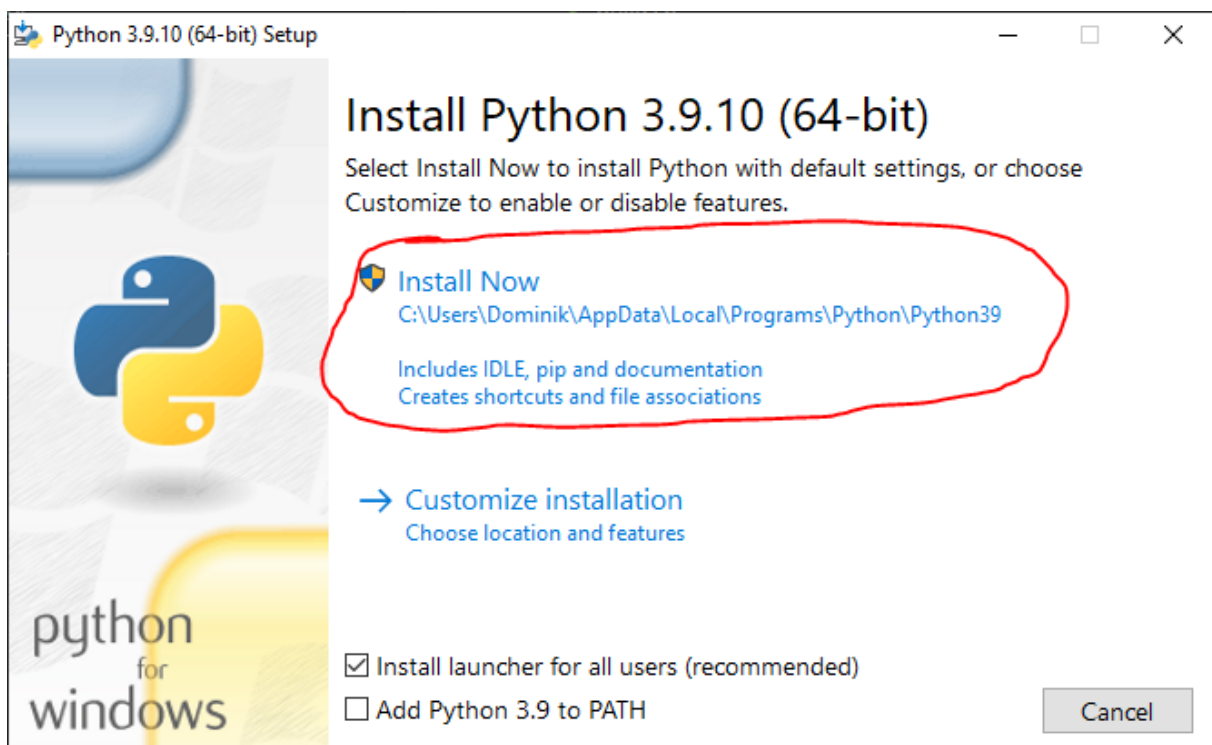 Python 3.9.10 (64-bit) Setup
Install Python 3.9.10 (64-bit)
Select Install Now to install Python with default settings, or choose
Customize to enable or disable features.
Install Now
C:\Users\Dominik\AppData\Local\Programs\Python\Python39
Includes IDLE, pip and documentation
Creates shortcuts and file associations
Customize installation
Choose location and features
python
for
windows
Install launcher for all users (recommended)
Add Python 3.9 to PATH
Cancel